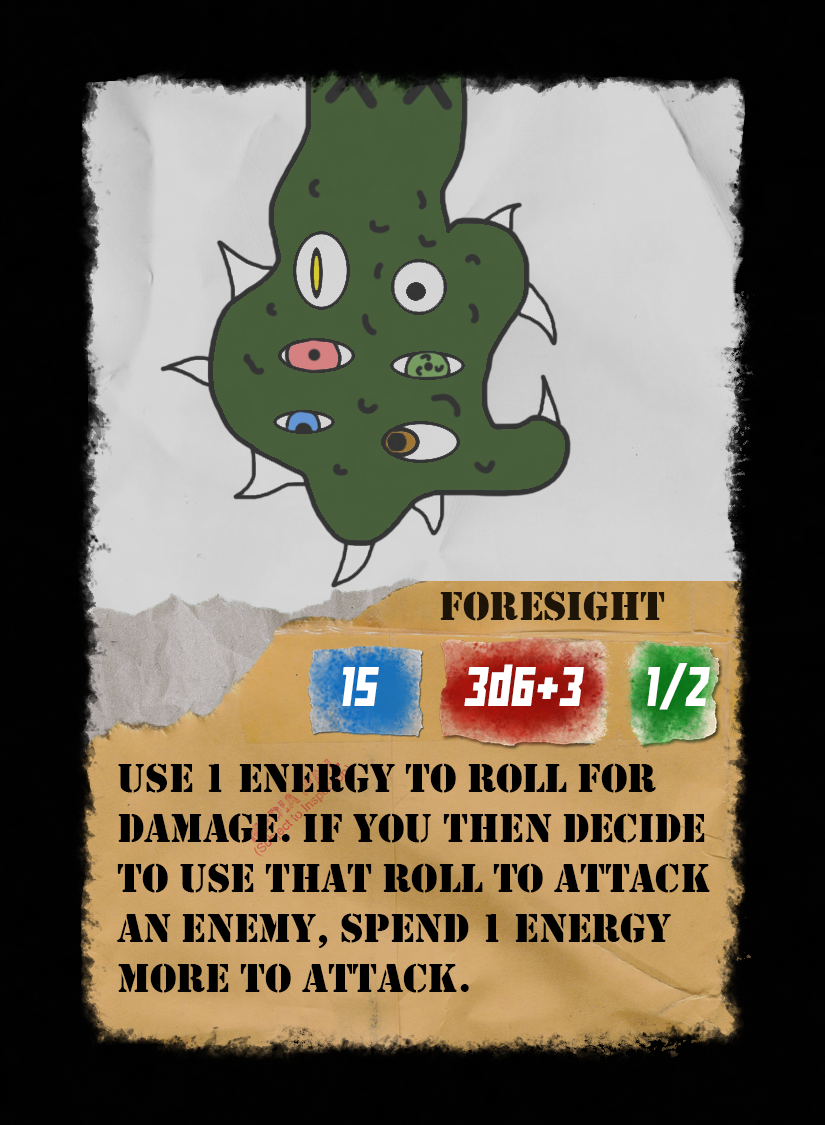 FORESIGHT
15 3d6+3 1/2
USE 1 ENERGY TO ROLL FOR
DAMAGE. IF YOU THEN DECIDE
TO USE THAT ROLL TO ATTACK
AN ENEMY, SPEND 1 ENERGY
MORE TO ATTACK.